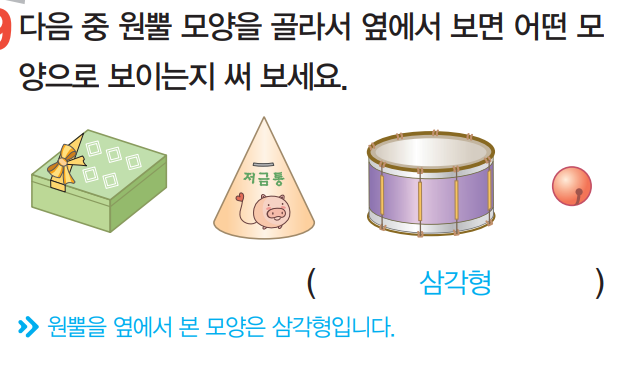 9 다음 중 원뿔 모양을 골라서 옆에서 보면 어떤 모
양으로 보이는지 써 보세요.
저금통
( 삼각형 )
원뿔을 옆에서 본 모양은 삼각형입니다.